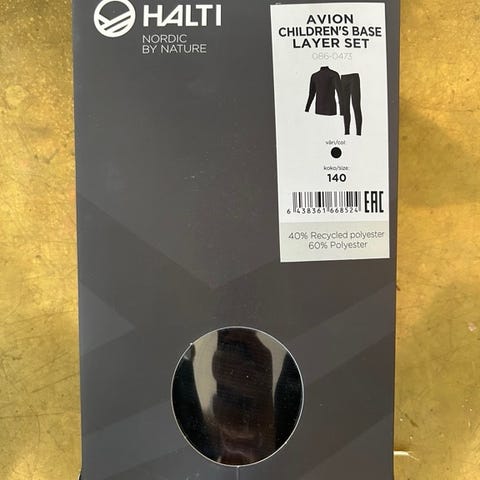 HALTI
NORDIC
BY NATURE
AVION
CHILDREN'S BASE
LAYER SET
086-0473
väri/col:
koko/size:
140
6 438361 668524
EAC
40% Recycled polyester
60% Polyester